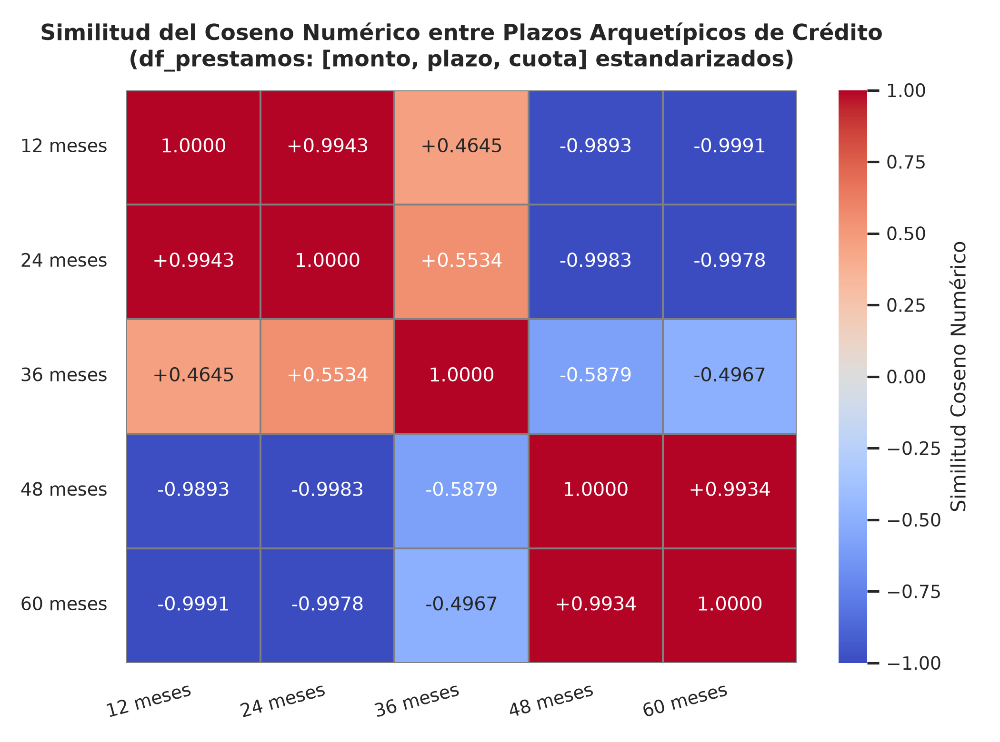 Similitud del Coseno Numérico entre Plazos Arquetípicos de Crédito
(df_prestamos: [monto, plazo, cuota] estandarizados)
12 meses 1.0000 +0.9943 +0.4645 -0.9893 -0.9991
24 meses +0.9943 1.0000 +0.5534 -0.9983 -0.9978
36 meses +0.4645 +0.5534 1.0000 -0.5879 -0.4967
48 meses -0.9893 -0.9983 -0.5879 1.0000 +0.9934
60 meses -0.9991 -0.9978 -0.4967 +0.9934 1.0000
12 meses 24 meses 36 meses 48 meses 60 meses
1.00
0.75
0.50
0.25
0.00
−0.25
−0.50
−0.75
−1.00
Similitud Coseno Numérico